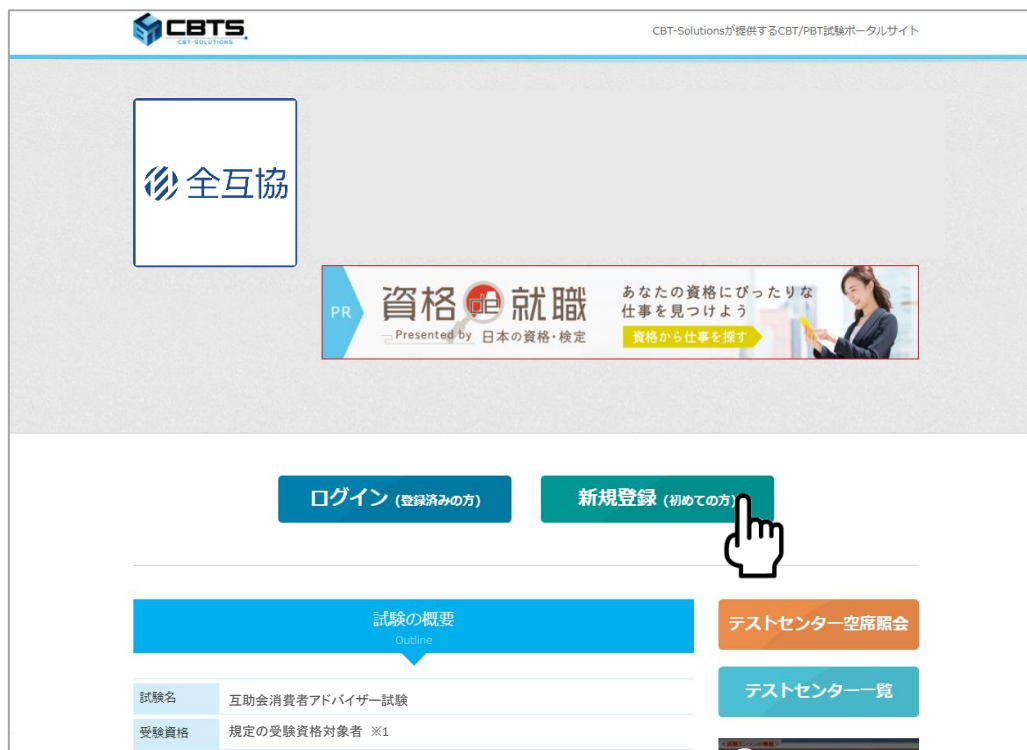 CBTS.
CBT-SOLUTIONS
CBT-Solutionsが提供するCBT/PBT試験ポータルサイト
全互協
PR
資格 de 就職
Presented by 日本の資格・検定
あなたの資格にぴったりな
仕事を見つけよう
資格から仕事を探す
ログイン (登録済みの方)
新規登録 (初めての方)
試験の概要
Outline
テストセンター空席照会
試験名
互助会消費者アドバイザー試験
テストセンター一覧
受験資格
規定の受験資格対象者 ※1